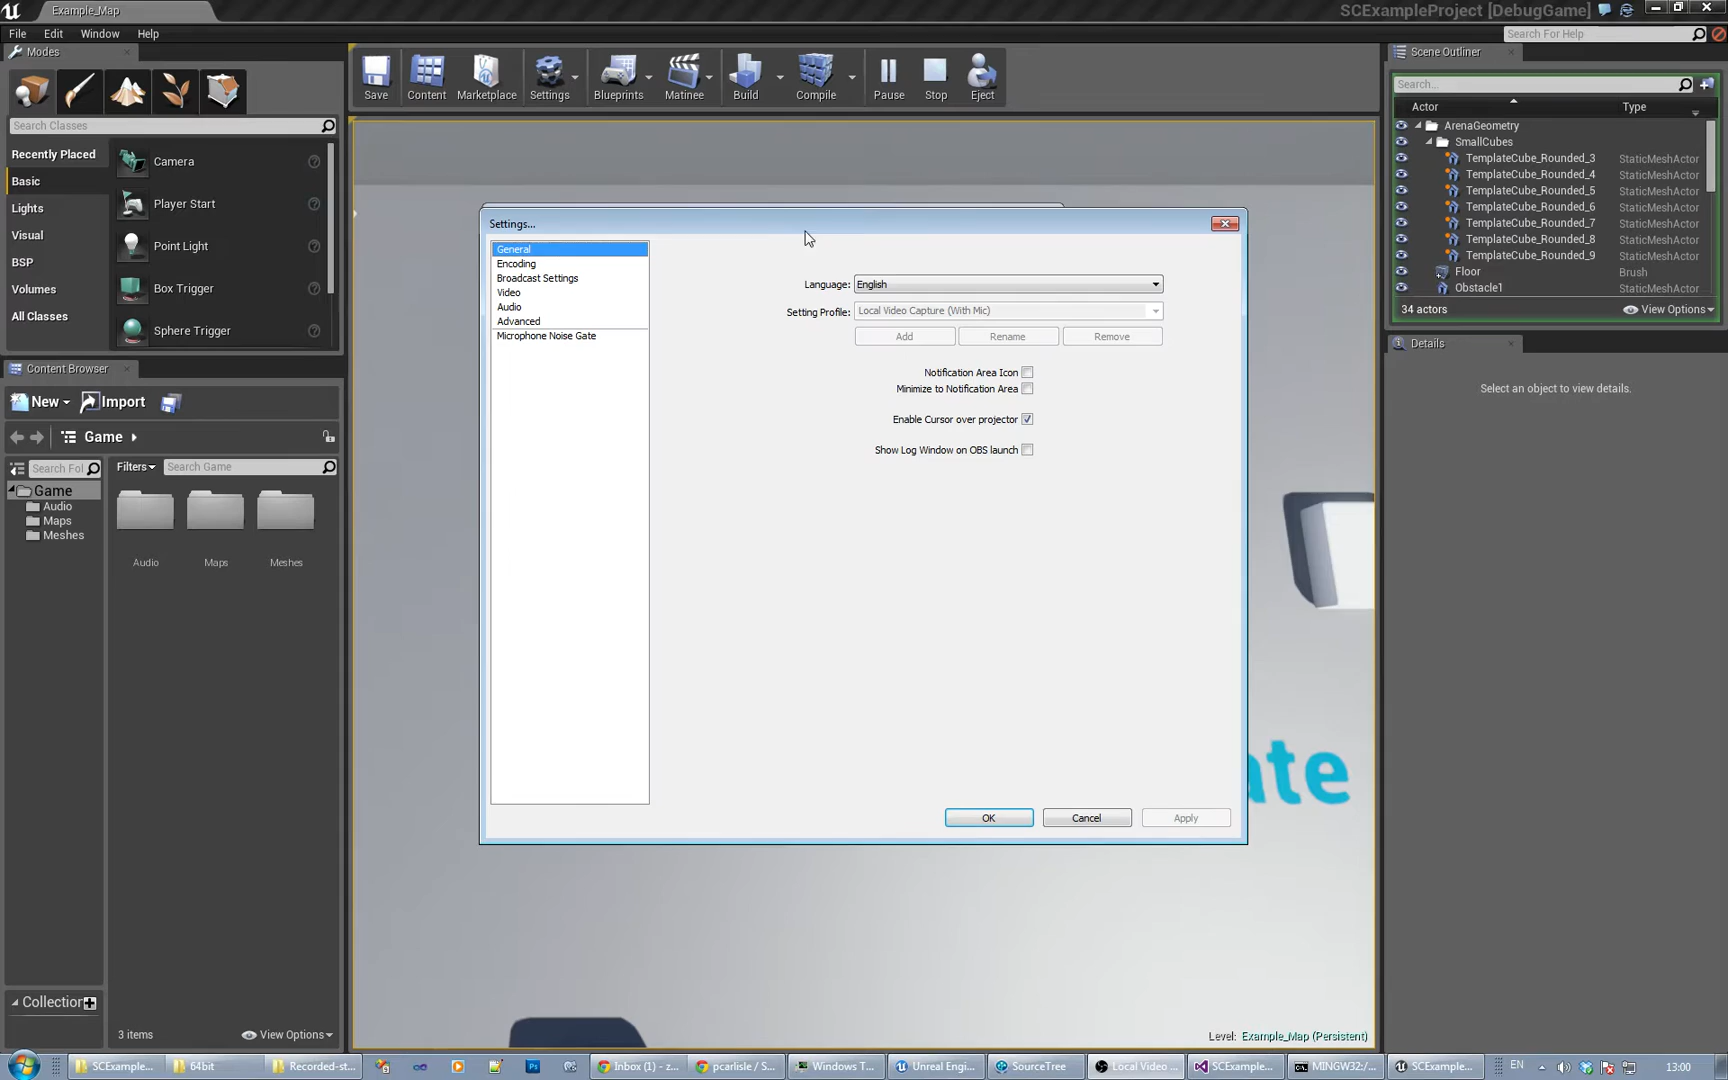 Example_Map
SCExampleProject [DebugGame]
File Edit Window Help
Search For Help
Modes
Save Content Marketplace Settings Blueprints Matinee Build Compile Pause Stop Eject
Search Classes
Recently Placed
Basic
Lights
Visual
BSP
Volumes
All Classes
Camera
Player Start
Point Light
Box Trigger
Sphere Trigger
Content Browser
New Import
Game
Search Fol Filters Search Game
Game
Audio
Maps
Meshes
Audio Maps Meshes
Collection
3 items View Options
Settings...
General
Encoding
Broadcast Settings
Video
Audio
Advanced
Microphone Noise Gate
Language: English
Setting Profile: Local Video Capture (With Mic)
Add Rename Remove
Notification Area Icon
Minimize to Notification Area
Enable Cursor over projector
Show Log Window on OBS launch
OK Cancel Apply
ate
Level: Example_Map (Persistent)
Scene Outliner
Search...
Actor Type
ArenaGeometry
SmallCubes
TemplateCube_Rounded_3 StaticMeshActor
TemplateCube_Rounded_4 StaticMeshActor
TemplateCube_Rounded_5 StaticMeshActor
TemplateCube_Rounded_6 StaticMeshActor
TemplateCube_Rounded_7 StaticMeshActor
TemplateCube_Rounded_8 StaticMeshActor
TemplateCube_Rounded_9 StaticMeshActor
Floor Brush
Obstacle1 StaticMeshActor
34 actors View Options
Details
Select an object to view details.
SCExample... 64bit Recorded-st... Inbox (1) - z... pcarlisle / S... Windows T... Unreal Engi... SourceTree Local Video ... SCExample... MINGW32:/... SCExample... EN 13:00